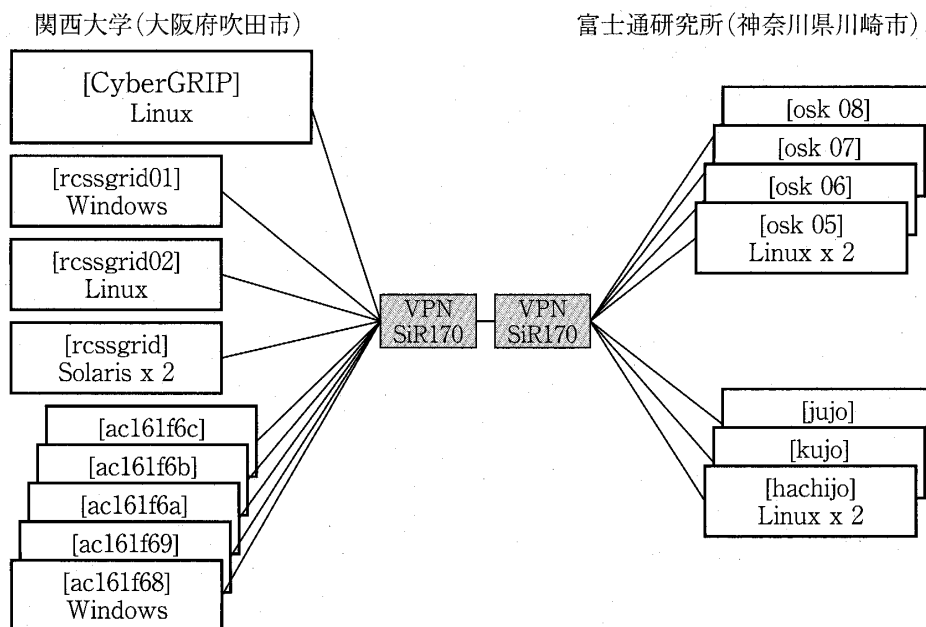 関西大学(大阪府吹田市)
[CyberGRIP]
Linux
[rcssgrid01]
Windows
[rcssgrid02]
Linux
[rcssgrid]
Solaris x 2
[ac161f6c]
[ac161f6b]
[ac161f6a]
[ac161f69]
[ac161f68]
Windows
VPN
SiR170
VPN
SiR170
富士通研究所(神奈川県川崎市)
[osk 08]
[osk 07]
[osk 06]
[osk 05]
Linux x 2
[jujo]
[kujo]
[hachijo]
Linux x 2